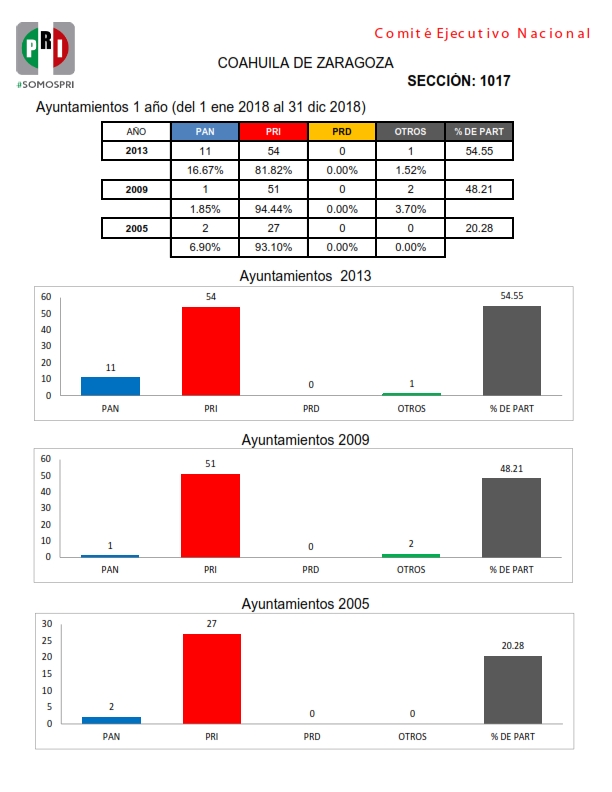 PRI
#SOMOSPRI
Comité Ejecutivo Nacional
COAHUILA DE ZARAGOZA
SECCIÓN: 1017
Ayuntamientos 1 año (del 1 ene 2018 al 31 dic 2018)
AÑO PAN PRI PRD OTROS % DE PART
2013 11 54 0 1 54.55
16.67% 81.82% 0.00% 1.52%
2009 1 51 0 2 48.21
1.85% 94.44% 0.00% 3.70%
2005 2 27 0 0 20.28
6.90% 93.10% 0.00% 0.00%
Ayuntamientos 2013
60
50
40
30
20
10
0
11 54 0 1 54.55
PAN PRI PRD OTROS % DE PART
Ayuntamientos 2009
60
50
40
30
20
10
0
1 51 0 2 48.21
PAN PRI PRD OTROS % DE PART
Ayuntamientos 2005
30
25
20
15
10
5
0
2 27 0 0 20.28
PAN PRI PRD OTROS % DE PART